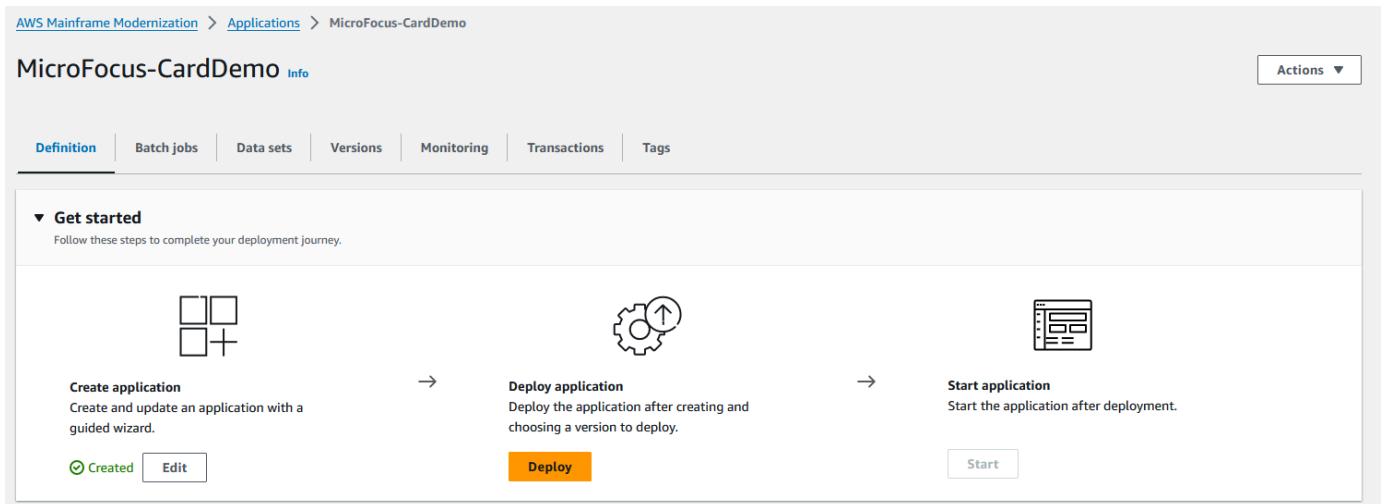 AWS Mainframe Modernization > Applications > MicroFocus-CardDemo
MicroFocus-CardDemo Info
Actions
Definition Batch jobs Data sets Versions Monitoring Transactions Tags
Get started
Follow these steps to complete your deployment journey.
Create application
Create and update an application with a
guided wizard.
Created Edit
Deploy application
Deploy the application after creating and
choosing a version to deploy.
Deploy
Start application
Start the application after deployment.
Start